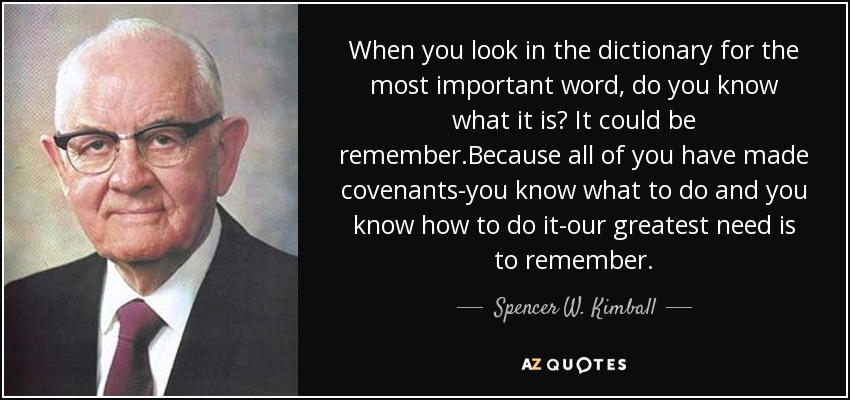 When you look in the dictionary for the
most important word, do you know
what it is? It could be
remember.Because all of you have made
covenants-you know what to do and you
know how to do it-our greatest need is
to remember.
Spencer W. Kimball
AZ QUOTES